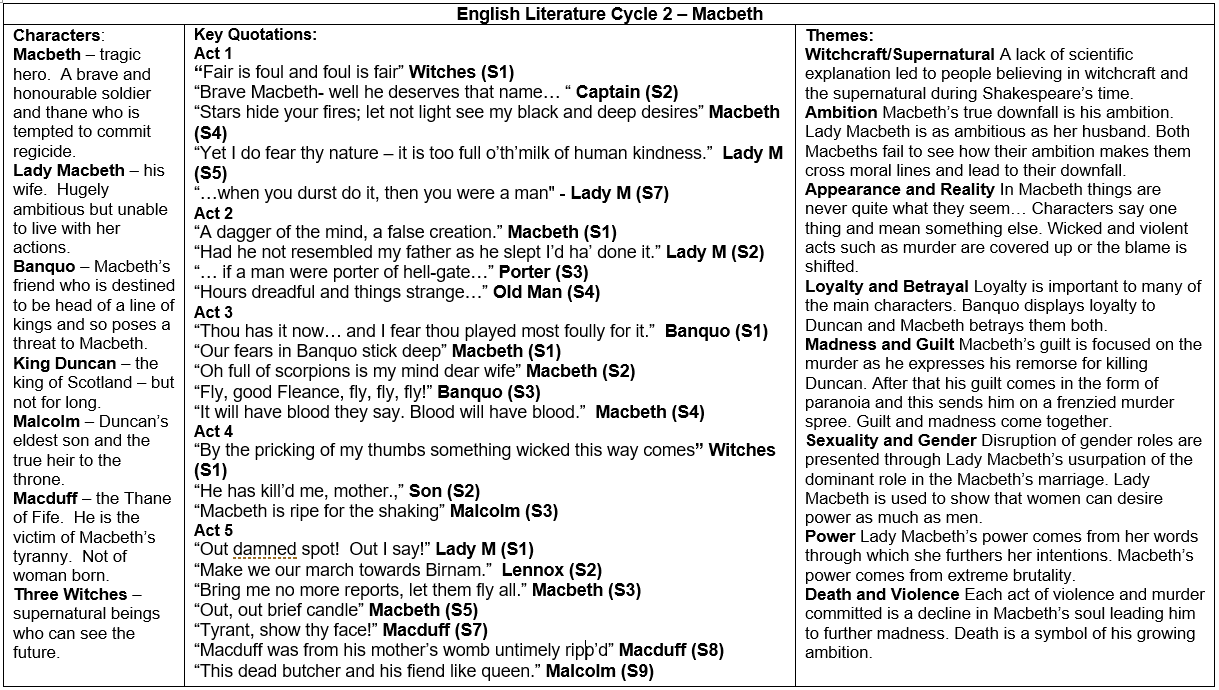 English Literature Cycle 2 – Macbeth
Characters:
Macbeth – tragic
hero.  A brave and
honourable soldier
and thane who is
tempted to commit
regicide.
Lady Macbeth – his
wife.  Hugely
ambitious but unable
to live with her
actions.
Banquo – Macbeth’s
friend who is destined
to be head of a line of
kings and so poses a
threat to Macbeth.
King Duncan – the
king of Scotland – but
not for long.
Malcolm – Duncan’s
eldest son and the
true heir to the
throne.
Macduff – the Thane
of Fife.  He is the
victim of Macbeth’s
tyranny.  Not of
woman born.
Three Witches –
supernatural beings
who can see the
future.
Key Quotations:
Act 1
“Fair is foul and foul is fair” Witches (S1)
“Brave Macbeth- well he deserves that name… “ Captain (S2)
“Stars hide your fires; let not light see my black and deep desires” Macbeth
(S4)
“Yet I do fear thy nature – it is too full o’th’milk of human kindness.”  Lady M
(S5)
“…when you durst do it, then you were a man" - Lady M (S7)
Act 2
“A dagger of the mind, a false creation.” Macbeth (S1)
“Had he not resembled my father as he slept I’d ha’ done it.” Lady M (S2)
“… if a man were porter of hell-gate…” Porter (S3)
“Hours dreadful and things strange…” Old Man (S4)
Act 3
“Thou has it now… and I fear thou played most foully for it.”  Banquo (S1)
“Our fears in Banquo stick deep” Macbeth (S1)
“Oh full of scorpions is my mind dear wife” Macbeth (S2)
“Fly, good Fleance, fly, fly, fly!” Banquo (S3)
“It will have blood they say. Blood will have blood.”  Macbeth (S4)
Act 4
“By the pricking of my thumbs something wicked this way comes” Witches
(S1)
“He has kill’d me, mother.,” Son (S2)
“Macbeth is ripe for the shaking” Malcolm (S3)
Act 5
“Out damned spot!  Out I say!” Lady M (S1)
“Make we our march towards Birnam.”  Lennox (S2)
“Bring me no more reports, let them fly all.” Macbeth (S3)
“Out, out brief candle” Macbeth (S5)
“Tyrant, show thy face!” Macduff (S7)
“Macduff was from his mother’s womb untimely ripp’d” Macduff (S8)
“This dead butcher and his fiend like queen.” Malcolm (S9)
Themes:
Witchcraft/Supernatural A lack of scientific
explanation led to people believing in witchcraft and
the supernatural during Shakespeare’s time.
Ambition Macbeth’s true downfall is his ambition.
Lady Macbeth is as ambitious as her husband. Both
Macbeths fail to see how their ambition makes them
cross moral lines and lead to their downfall.
Appearance and Reality In Macbeth things are
never quite what they seem… Characters say one
thing and mean something else. Wicked and violent
acts such as murder are covered up or the blame is
shifted.
Loyalty and Betrayal Loyalty is important to many of
the main characters. Banquo displays loyalty to
Duncan and Macbeth betrays them both.
Madness and Guilt Macbeth’s guilt is focused on the
murder as he expresses his remorse for killing
Duncan. After that his guilt comes in the form of
paranoia and this sends him on a frenzied murder
spree. Guilt and madness come together.
Sexuality and Gender Disruption of gender roles are
presented through Lady Macbeth’s usurpation of the
dominant role in the Macbeth’s marriage. Lady
Macbeth is used to show that women can desire
power as much as men.
Power Lady Macbeth’s power comes from her words
through which she furthers her intentions. Macbeth’s
power comes from extreme brutality.
Death and Violence Each act of violence and murder
committed is a decline in Macbeth’s soul leading him
to further madness. Death is a symbol of his growing
ambition.